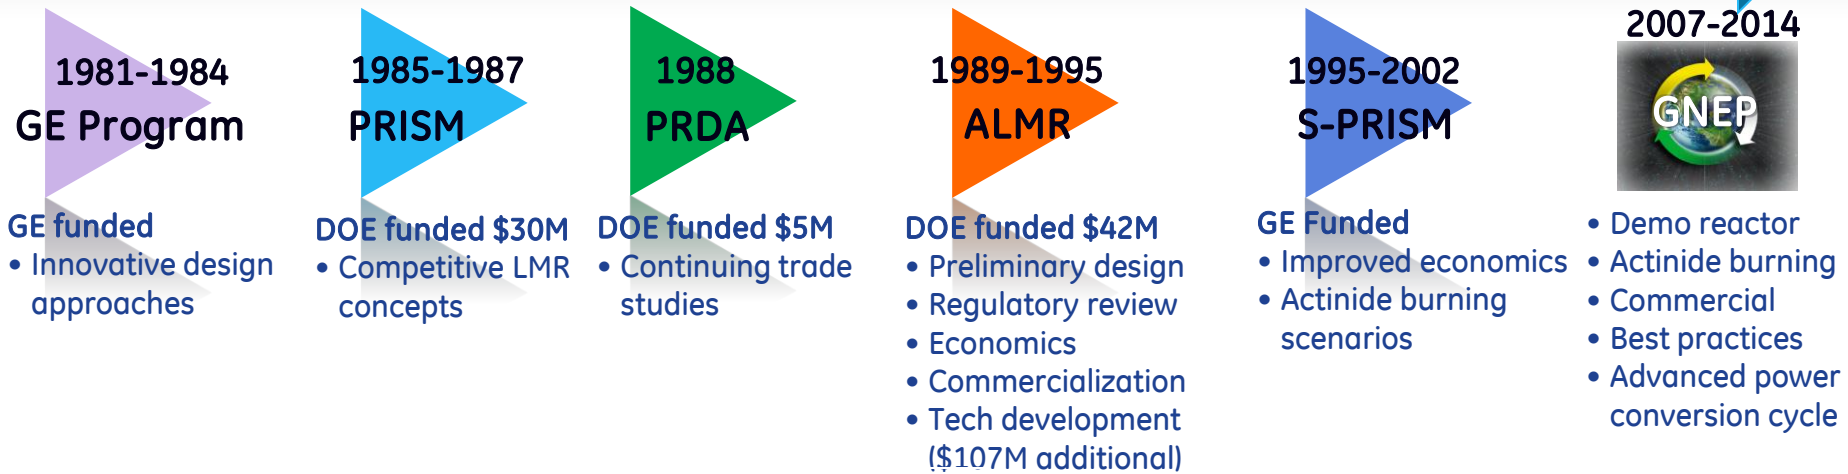 1981-1984
GE Program
GE funded
• Innovative design
approaches
1985-1987
PRISM
DOE funded $30M
• Competitive LMR
concepts
1988
PRDA
DOE funded $5M
• Continuing trade
studies
1989-1995
ALMR
DOE funded $42M
• Preliminary design
• Regulatory review
• Economics
• Commercialization
• Tech development
($107M additional)
1995-2002
S-PRISM
GE Funded
• Improved economics
• Actinide burning
scenarios
2007-2014
GNEP
• Demo reactor
• Actinide burning
• Commercial
• Best practices
• Advanced power
conversion cycle